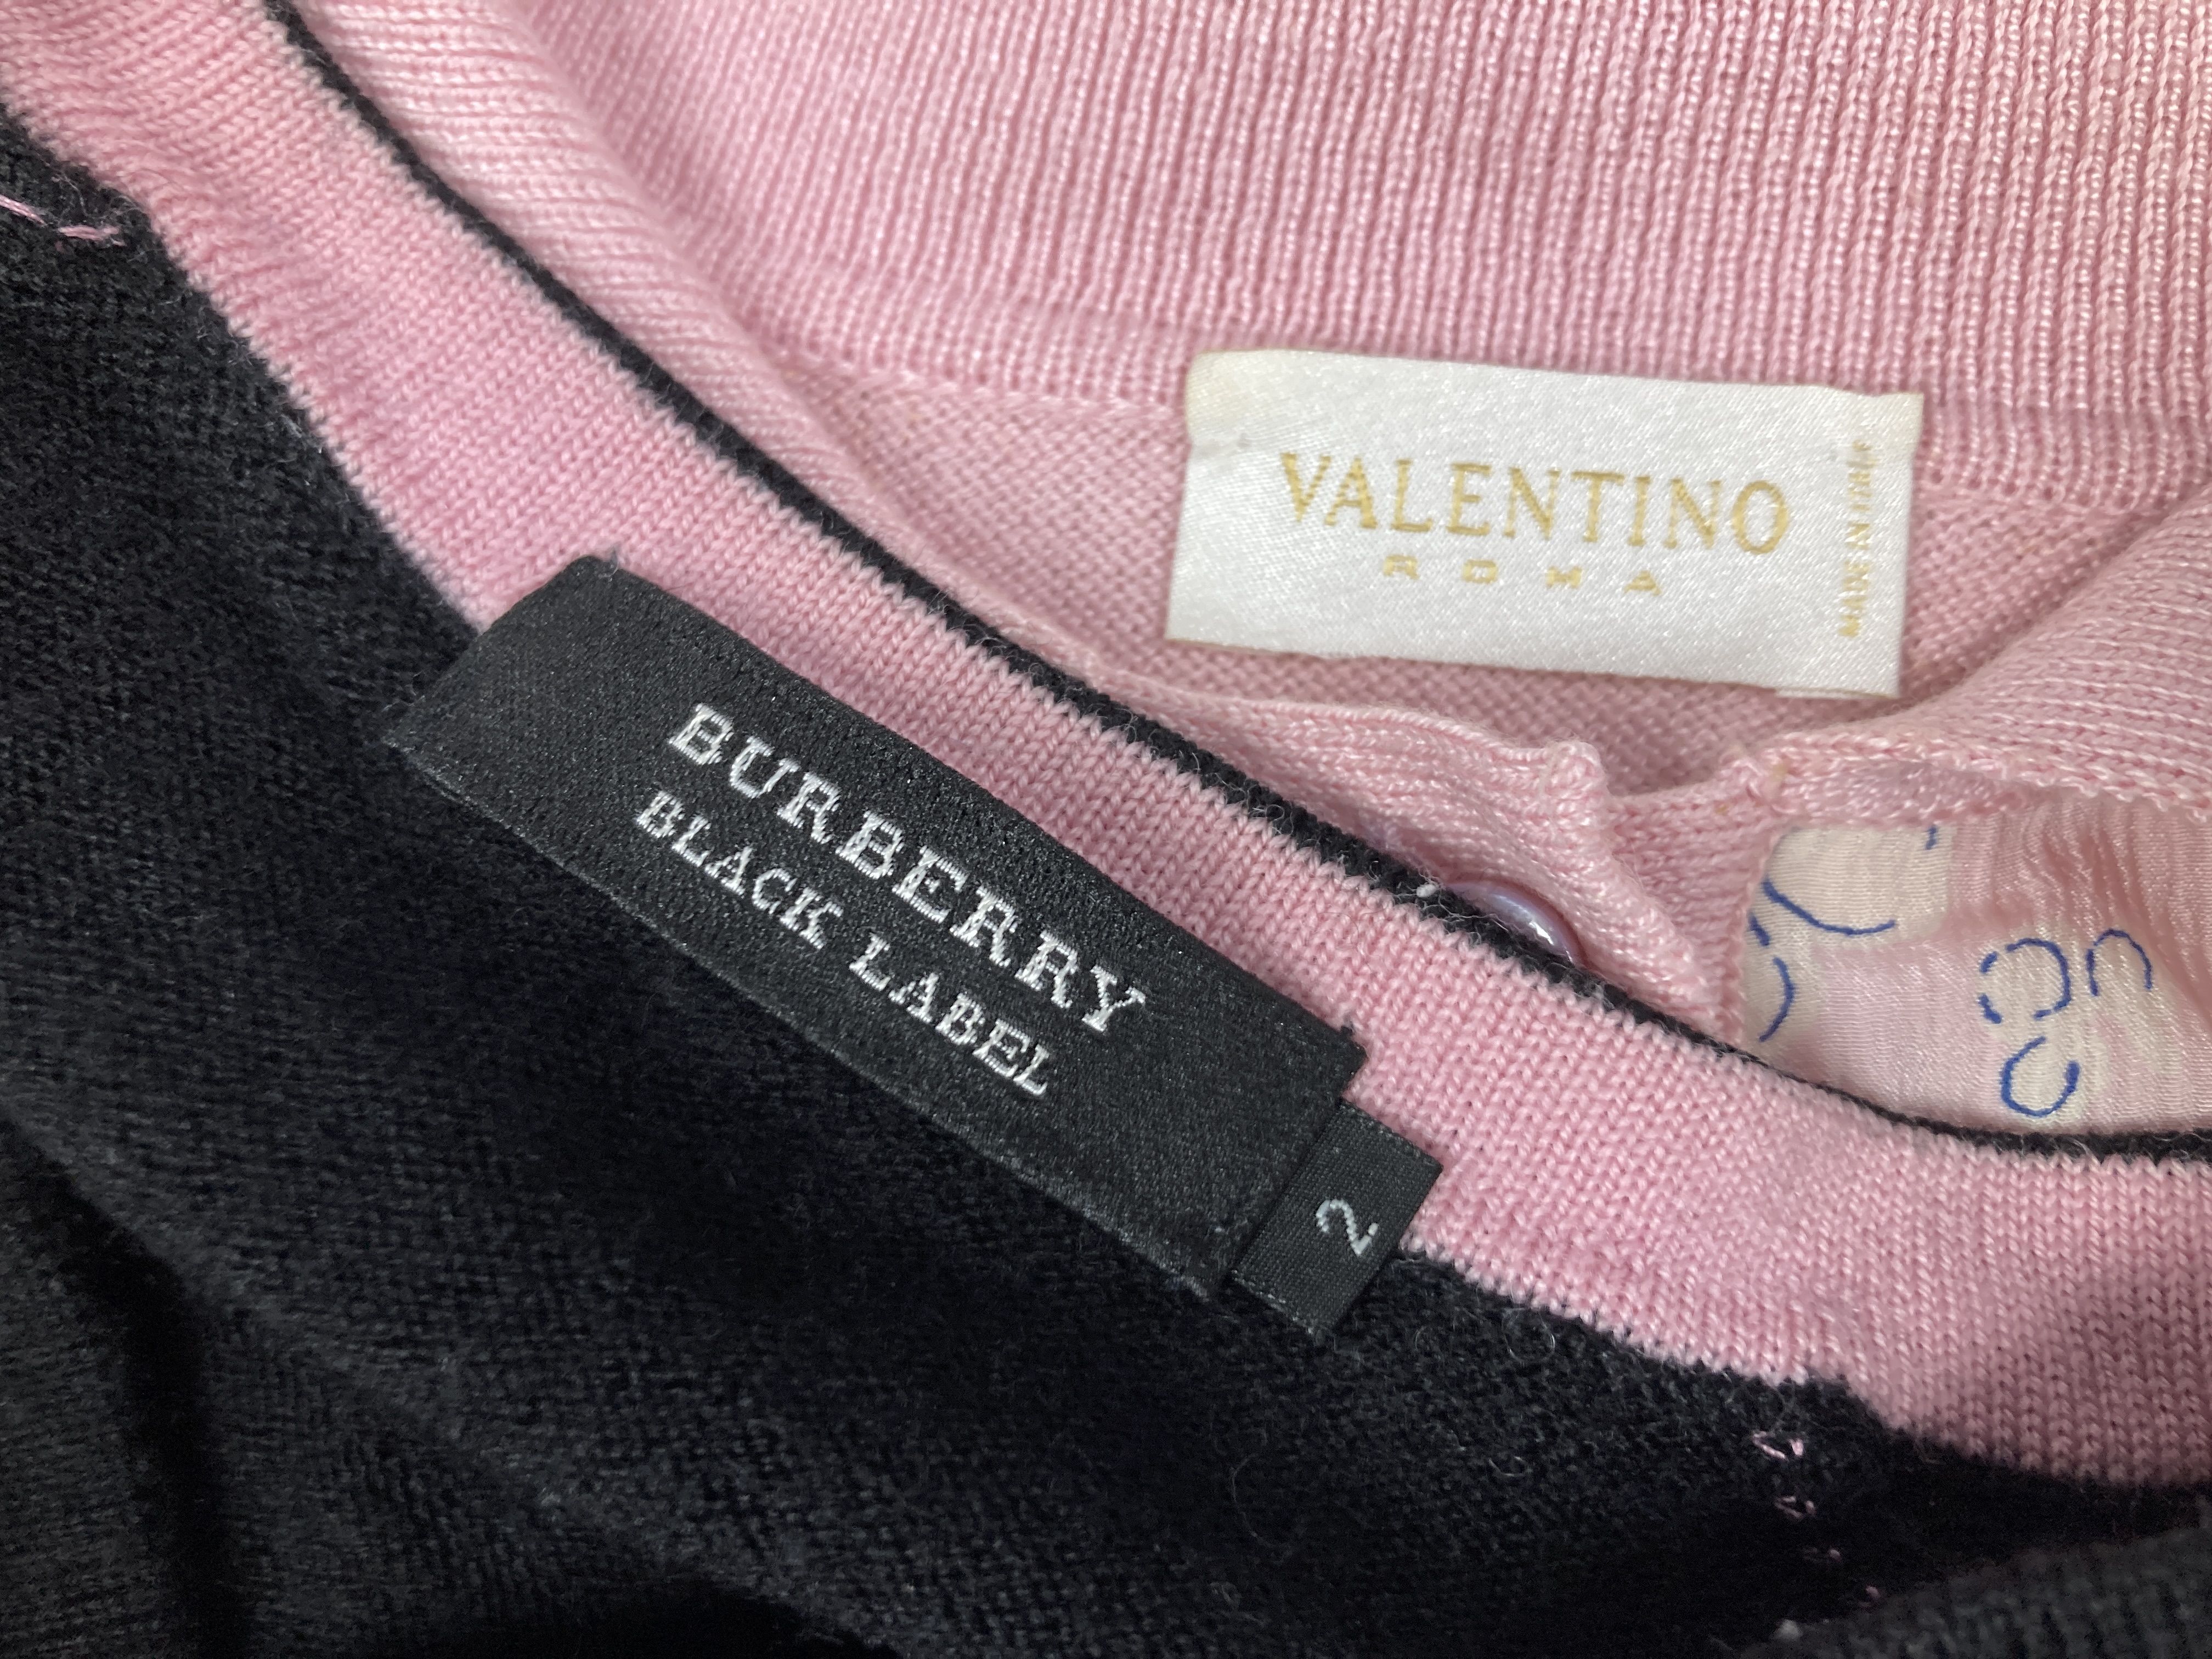 VALENTINO
ROMA
MADE IN ITALY
BURBERRY
BLACK LABEL
2